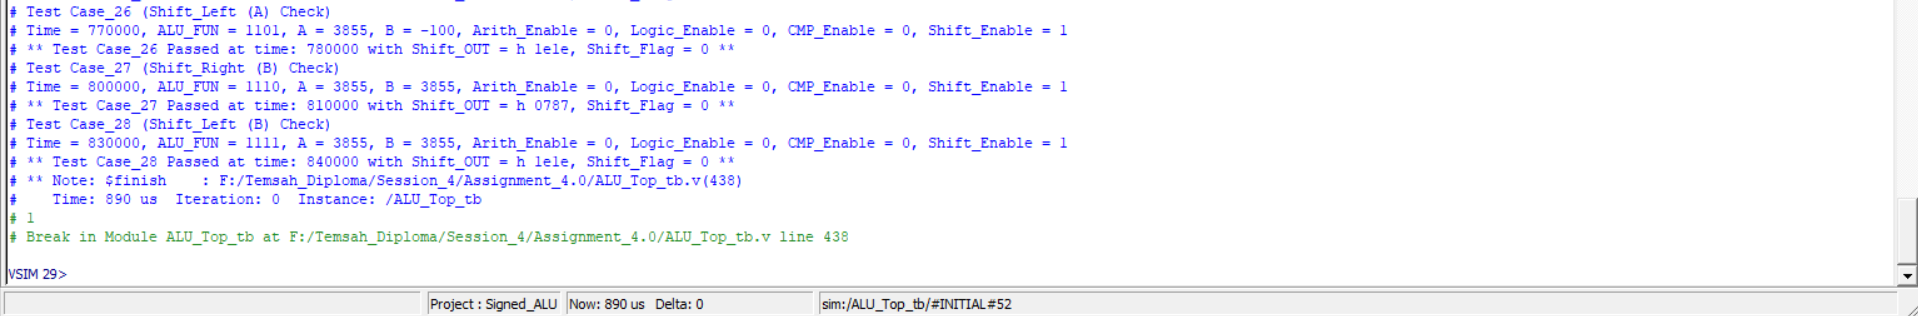 # Test Case_26 (Shift_Left (A) Check)
# Time = 770000, ALU_FUN = 1101, A = 3855, B = -100, Arith_Enable = 0, Logic_Enable = 0, CMP_Enable = 0, Shift_Enable = 1
# ** Test Case_26 Passed at time: 780000 with Shift_OUT = h 1e1e, Shift_Flag = 0 **
# Test Case_27 (Shift_Right (B) Check)
# Time = 800000, ALU_FUN = 1110, A = 3855, B = 3855, Arith_Enable = 0, Logic_Enable = 0, CMP_Enable = 0, Shift_Enable = 1
# ** Test Case_27 Passed at time: 810000 with Shift_OUT = h 0787, Shift_Flag = 0 **
# Test Case_28 (Shift_Left (B) Check)
# Time = 830000, ALU_FUN = 1111, A = 3855, B = 3855, Arith_Enable = 0, Logic_Enable = 0, CMP_Enable = 0, Shift_Enable = 1
# ** Test Case_28 Passed at time: 840000 with Shift_OUT = h 1e1e, Shift_Flag = 0 **
# ** Note: $finish    : F:/Temsah_Diploma/Session_4/Assignment_4.0/ALU_Top_tb.v(438)
#    Time: 890 us  Iteration: 0  Instance: /ALU_Top_tb
# 1
# Break in Module ALU_Top_tb at F:/Temsah_Diploma/Session_4/Assignment_4.0/ALU_Top_tb.v line 438
VSIM 29>
Project : Signed_ALU Now: 890 us Delta: 0 sim:/ALU_Top_tb/#INITIAL#52